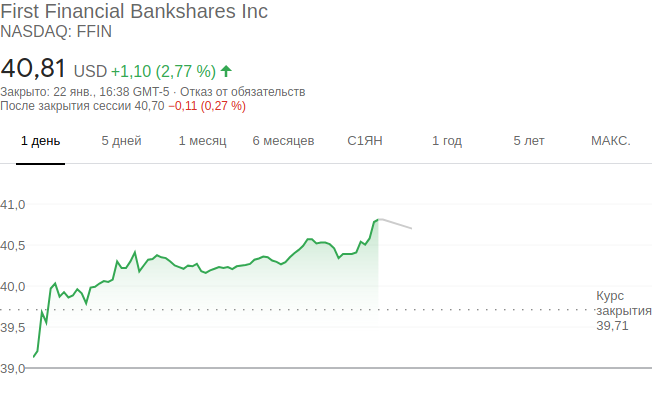 First Financial Bankshares Inc
NASDAQ: FFIN
40,81 USD +1,10 (2,77 %)
Закрыто: 22 янв., 16:38 GMT-5 · Отказ от обязательств
После закрытия сессии 40,70 −0,11 (0,27 %)
1 день 5 дней 1 месяц 6 месяцев С1ЯН 1 год 5 лет МАКС.
41,0
40,5
40,0
39,5
39,0
Курс
закрытия
39,71